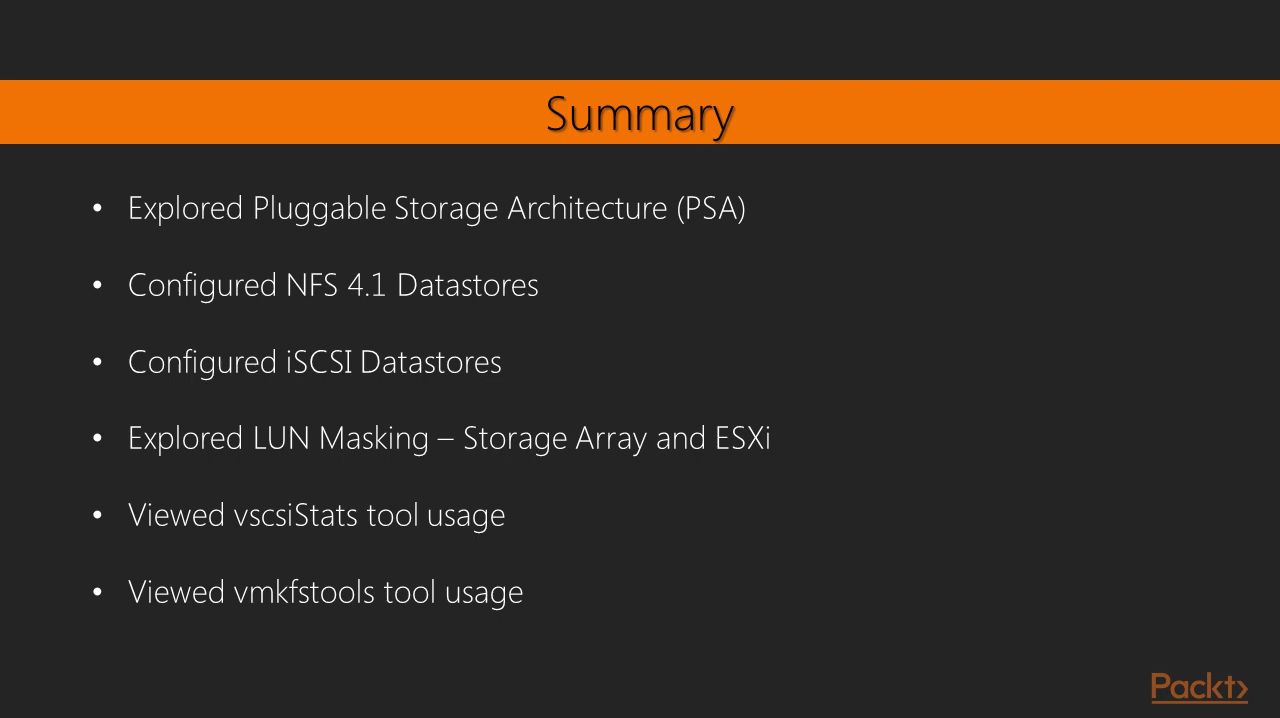 Summary
• Explored Pluggable Storage Architecture (PSA)
• Configured NFS 4.1 Datastores
• Configured iSCSI Datastores
• Explored LUN Masking – Storage Array and ESXi
• Viewed vscsiStats tool usage
• Viewed vmkfstools tool usage
Packt>